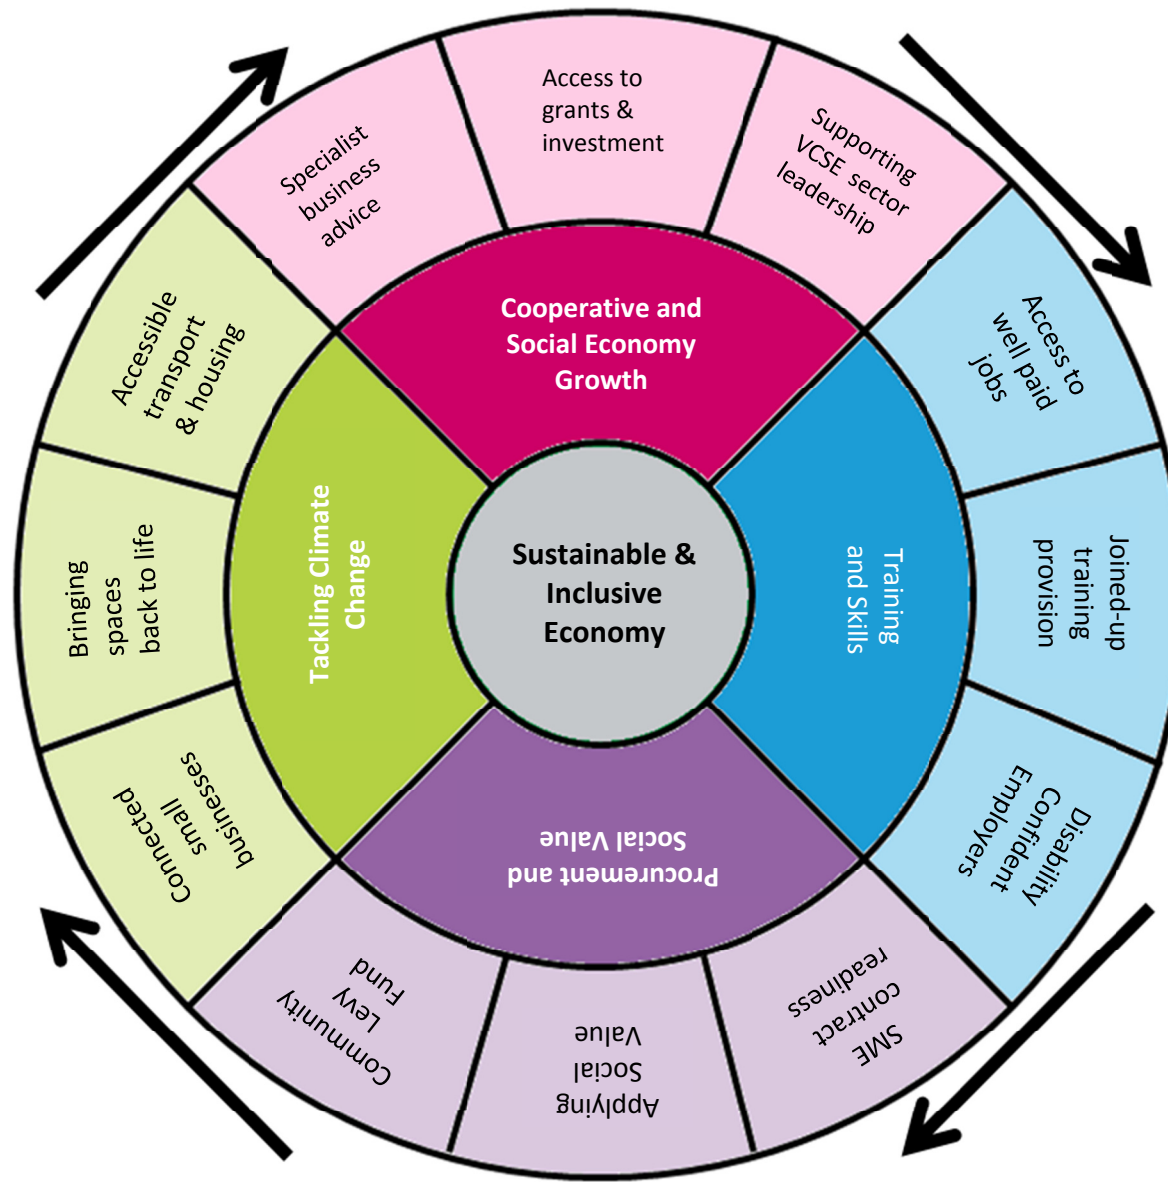 Access to
grants &
investment
Supporting
VCSE sector
leadership
Access to
well paid
jobs
Joined-up
training
provision
Disability
Confident
Employers
SME
contract
readiness
Applying
Social
Value
Community
Levy
Fund
Connected
small
businesses
Bringing
spaces
back to life
Accessible
transport
& housing
Specialist
business
advice
Cooperative and
Social Economy
Growth
Training
and Skills
Procurement and
Social Value
Tackling Climate
Change
Sustainable &
Inclusive
Economy